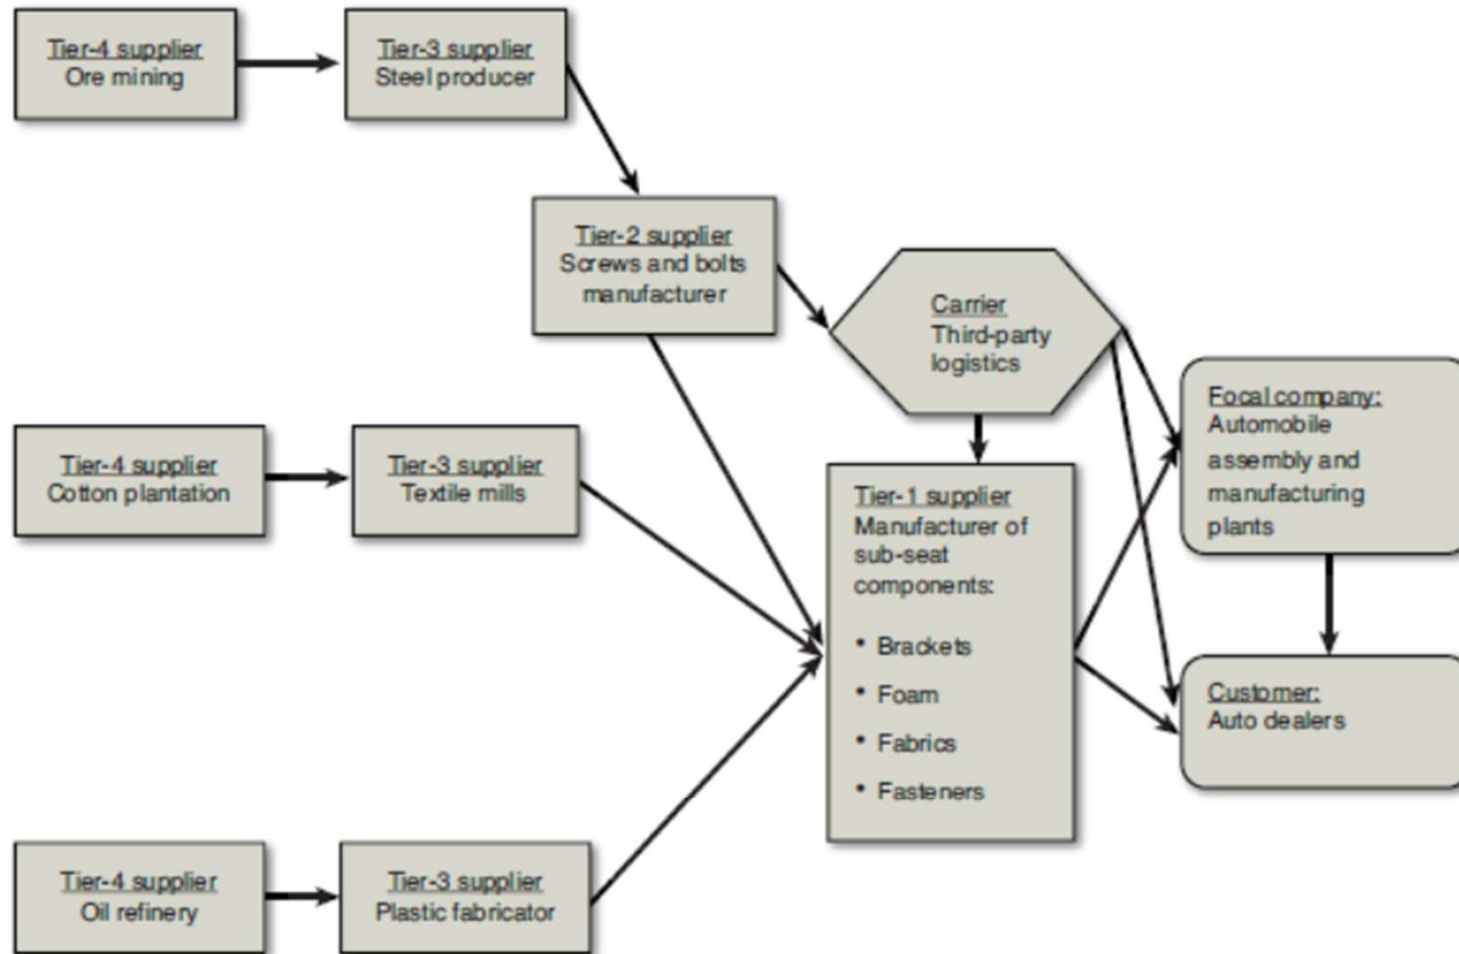 Tier-4 supplier
Ore mining
Tier-3 supplier
Steel producer
Tier-2 supplier
Screws and bolts
manufacturer
Carrier
Third-party
logistics
Focal company:
Automobile
assembly and
manufacturing
plants
Tier-4 supplier
Cotton plantation
Tier-3 supplier
Textile mills
Tier-1 supplier
Manufacturer of
sub-seat
components:
• Brackets
• Foam
• Fabrics
• Fasteners
Customer:
Auto dealers
Tier-4 supplier
Oil refinery
Tier-3 supplier
Plastic fabricator